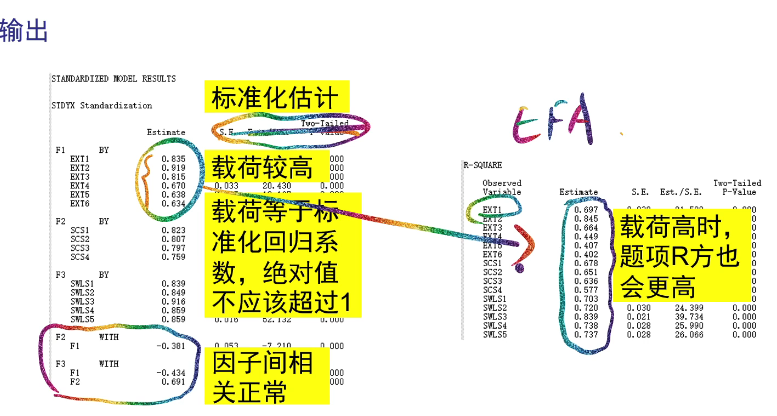 输出
STANDARDIZED MODEL RESULTS
STDYX Standardization
标准化估计
Two-Tailed
Estimate S.E. P-Value
F1 BY
EXT1 0.835 000
EXT2 0.919 000
EXT3 0.815 000
EXT4 0.670 0.033 20.430 0.000
EXT5 0.638
EXT6 0.634
载荷较高
载荷等于标
准化回归系
数，绝对值
不应该超过1
F2 BY
SCS1 0.823
SCS2 0.807
SCS3 0.797
SCS4 0.759
F3 BY
SWLS1 0.839
SWLS2 0.849
SWLS3 0.916
SWLS4 0.859
SWLS5 0.859 0.016 52.132 0.000
F2 WITH
F1 -0.381 0.053 -7.210 0.000
F3 WITH
F1 -0.434 000
F2 0.691 000
因子间相
关正常
EFA
R-SQUARE
Observed Two-Tailed
Variable Estimate S.E. Est./S.E. P-Value
EXT1 0.697
EXT2 0.845
EXT3 0.664
EXT4 0.449
EXT5 0.407
EXT6 0.402
SCS1 0.678
SCS2 0.651
SCS3 0.636
SCS4 0.577
SWLS1 0.703
SWLS2 0.720 0.030 24.399 0.000
SWLS3 0.839 0.021 39.734 0.000
SWLS4 0.738 0.028 25.990 0.000
SWLS5 0.737 0.028 26.066 0.000
载荷高时，
题项R方也
会更高